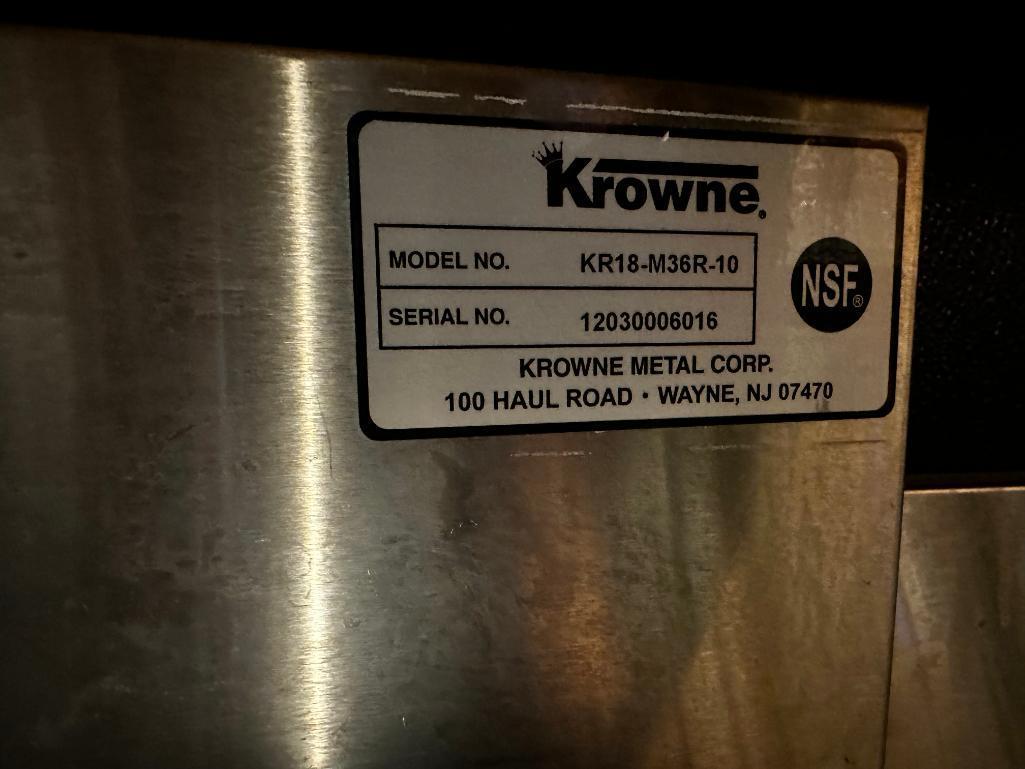 Krowne®
MODEL NO. KR18-M36R-10
SERIAL NO. 12030006016
NSF®
KROWNE METAL CORP.
100 HAUL ROAD • WAYNE, NJ 07470